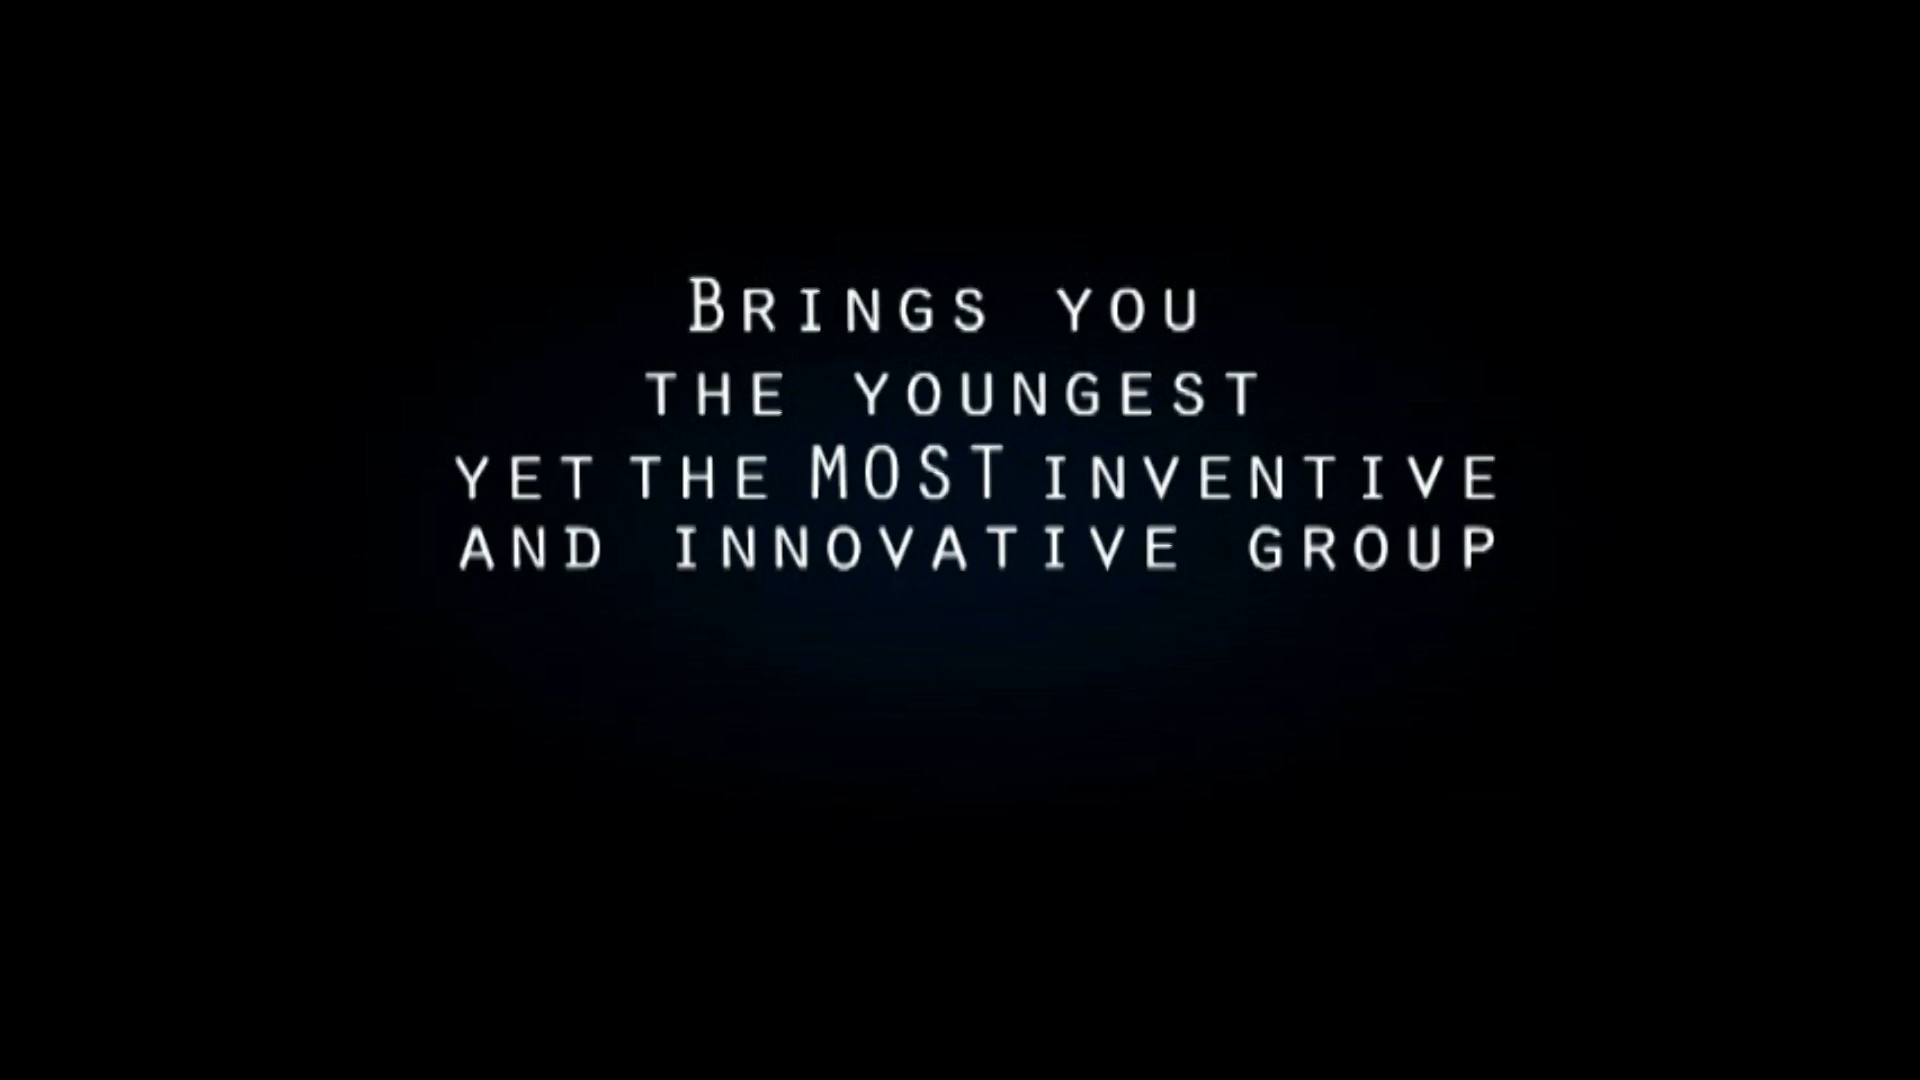 Brings you
the youngest
yet the MOST inventive
and innovative group